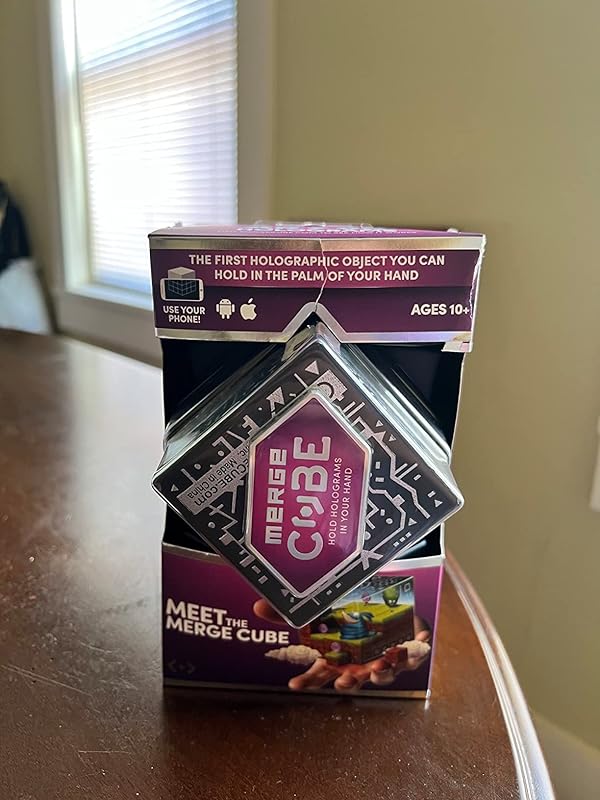 THE FIRST HOLOGRAPHIC OBJECT YOU CAN
HOLD IN THE PALM OF YOUR HAND
USE YOUR
PHONE!
AGES 10+
MERGE
CUBE
HOLD HOLOGRAMS
IN YOUR HAND
Made in China
MEET THE
MERGE CUBE